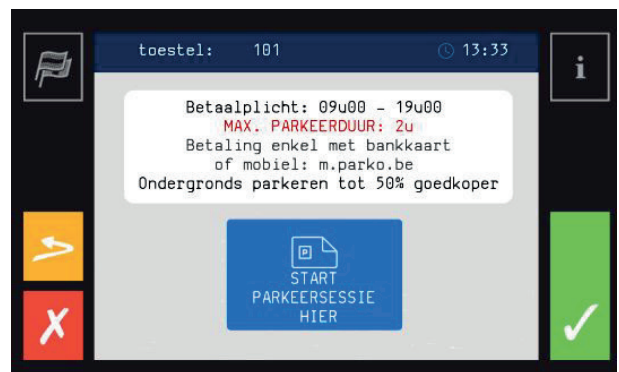 toestel: 101 13:33
i
Betaalplicht: 09u00 – 19u00
MAX. PARKEERDUUR: 2u
Betaling enkel met bankkaart
of mobiel: m.parko.be
Ondergronds parkeren tot 50% goedkoper
P
START
PARKEERSESSIE
HIER